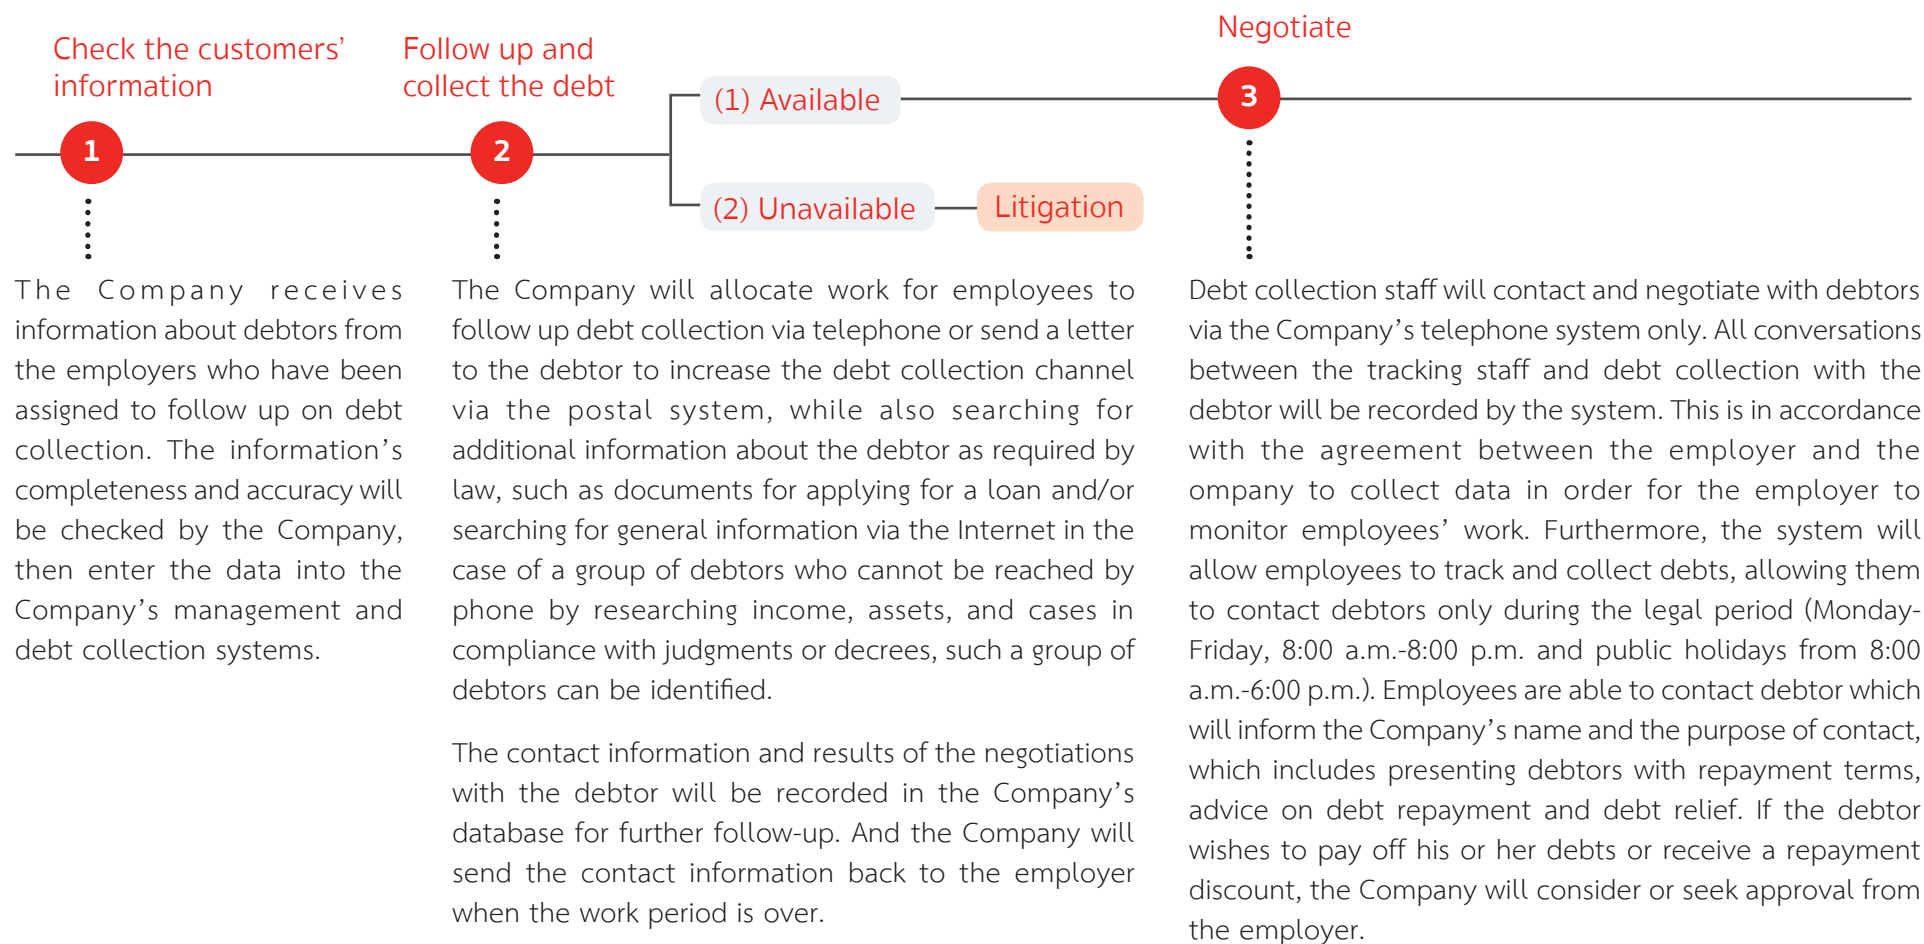 Check the customers'
information
1
The Company receives
information about debtors from
the employers who have been
assigned to follow up on debt
collection. The information's
completeness and accuracy will
be checked by the Company,
then enter the data into the
Company's management and
debt collection systems.
Follow up and
collect the debt
2
(1) Available
(2) Unavailable
Litigation
The Company will allocate work for employees to
follow up debt collection via telephone or send a letter
to the debtor to increase the debt collection channel
via the postal system, while also searching for
additional information about the debtor as required by
law, such as documents for applying for a loan and/or
searching for general information via the Internet in the
case of a group of debtors who cannot be reached by
phone by researching income, assets, and cases in
compliance with judgments or decrees, such a group of
debtors can be identified.
The contact information and results of the negotiations
with the debtor will be recorded in the Company's
database for further follow-up. And the Company will
send the contact information back to the employer
when the work period is over.
Negotiate
3
Debt collection staff will contact and negotiate with debtors
via the Company's telephone system only. All conversations
between the tracking staff and debt collection with the
debtor will be recorded by the system. This is in accordance
with the agreement between the employer and the
ompany to collect data in order for the employer to
monitor employees' work. Furthermore, the system will
allow employees to track and collect debts, allowing them
to contact debtors only during the legal period (Monday-
Friday, 8:00 a.m.-8:00 p.m. and public holidays from 8:00
a.m.-6:00 p.m.). Employees are able to contact debtor which
will inform the Company's name and the purpose of contact,
which includes presenting debtors with repayment terms,
advice on debt repayment and debt relief. If the debtor
wishes to pay off his or her debts or receive a repayment
discount, the Company will consider or seek approval from
the employer.